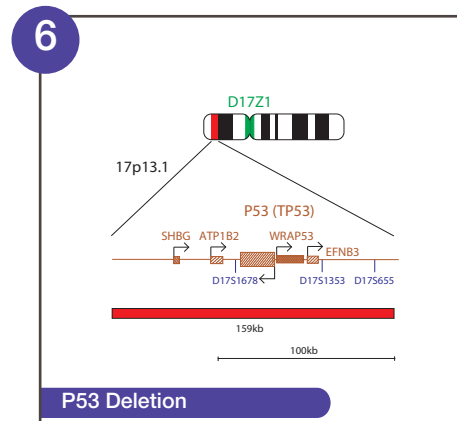 6
D17Z1
17p13.1
P53 (TP53)
SHBG ATP1B2 WRAP53
EFNB3
D17S1678 D17S1353 D17S655
159kb
100kb
P53 Deletion